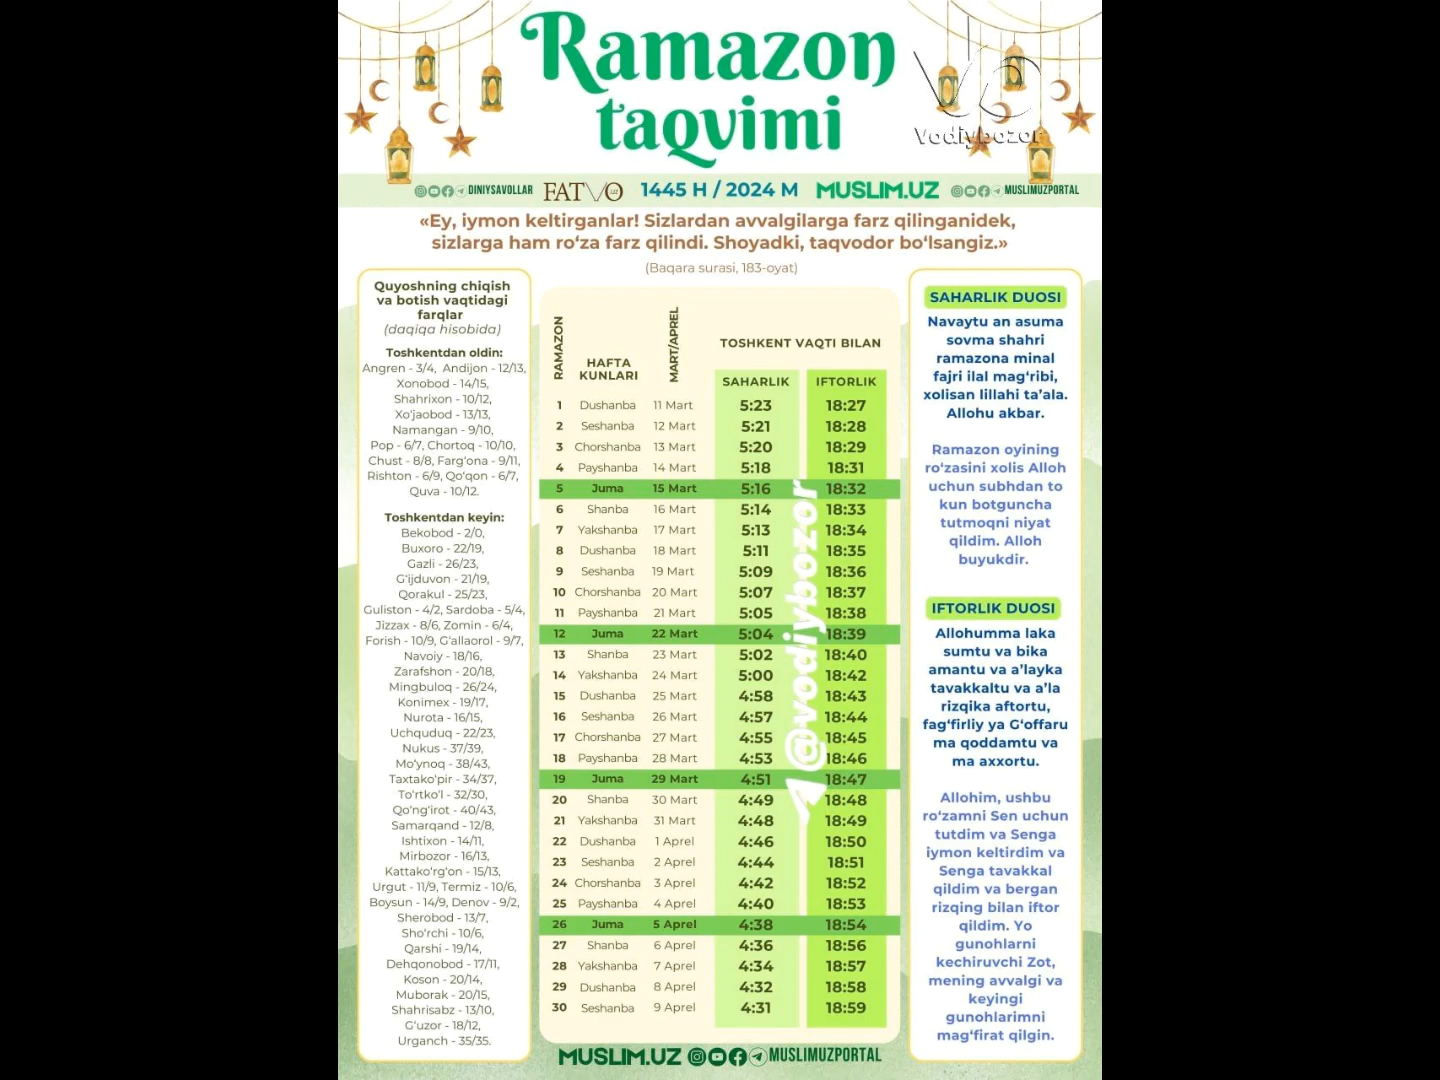 Ramazon
taqvimi
Vodiybozor
DINIYSAVOLLAR FATVO.UZ 1445 H / 2024 M MUSLIM.UZ MUSLIMUZPORTAL
«Ey, iymon keltirganlar! Sizlardan avvalgilarga farz qilinganidek,
sizlarga ham ro‘za farz qilindi. Shoyadki, taqvodor bo‘lsangiz.»
(Baqara surasi, 183-oyat)
Quyoshning chiqish
va botish vaqtidagi
farqlar
(daqiqa hisobida)
Toshkentdan oldin:
Angren - 3/4, Andijon - 12/13,
Xonobod - 14/15,
Shahrixon - 10/12,
Xo‘jaobod - 13/13,
Namangan - 9/10,
Pop - 6/7, Chortoq - 10/10,
Chust - 8/8, Farg‘ona - 9/11,
Rishton - 6/9, Qo‘qon - 6/7,
Quva - 10/12.
Toshkentdan keyin:
Bekobod - 2/0,
Buxoro - 22/19,
Gazli - 26/23,
G‘ijduvon - 21/19,
Qorakul - 25/23,
Guliston - 4/2, Sardoba - 5/4,
Jizzax - 8/6, Zomin - 6/4,
Forish - 10/9, G‘allaorol - 9/7,
Navoiy - 18/16,
Zarafshon - 20/18,
Mingbuloq - 26/24,
Konimex - 19/17,
Nurota - 16/15,
Uchquduq - 22/23,
Nukus - 37/39,
Mo‘ynoq - 38/43,
Taxtako‘pir - 34/37,
To‘rtko‘l - 32/30,
Qo‘ng‘irot - 40/43,
Samarqand - 12/8,
Ishtixon - 14/11,
Mirbozor - 16/13,
Kattako‘rg‘on - 15/13,
Urgut - 11/9, Termiz - 10/6,
Boysun - 14/9, Denov - 9/2,
Sherobod - 13/7,
Sho‘rchi - 10/6,
Qarshi - 19/14,
Dehqonobod - 17/11,
Koson - 20/14,
Muborak - 20/15,
Shahrisabz - 13/10,
G‘uzor - 18/12,
Urganch - 35/35.
RAMAZON
HAFTA
KUNLARI
MART/APREL
TOSHKENT VAQTI BILAN
SAHARLIK IFTORLIK
1 Dushanba 11 Mart 5:23 18:27
2 Seshanba 12 Mart 5:21 18:28
3 Chorshanba 13 Mart 5:20 18:29
4 Payshanba 14 Mart 5:18 18:31
5 Juma 15 Mart 5:16 18:32
6 Shanba 16 Mart 5:14 18:33
7 Yakshanba 17 Mart 5:13 18:34
8 Dushanba 18 Mart 5:11 18:35
9 Seshanba 19 Mart 5:09 18:36
10 Chorshanba 20 Mart 5:07 18:37
11 Payshanba 21 Mart 5:05 18:38
12 Juma 22 Mart 5:04 18:39
13 Shanba 23 Mart 5:02 18:40
14 Yakshanba 24 Mart 5:00 18:42
15 Dushanba 25 Mart 4:58 18:43
16 Seshanba 26 Mart 4:57 18:44
17 Chorshanba 27 Mart 4:55 18:45
18 Payshanba 28 Mart 4:53 18:46
19 Juma 29 Mart 4:51 18:47
20 Shanba 30 Mart 4:49 18:48
21 Yakshanba 31 Mart 4:48 18:49
22 Dushanba 1 Aprel 4:46 18:50
23 Seshanba 2 Aprel 4:44 18:51
24 Chorshanba 3 Aprel 4:42 18:52
25 Payshanba 4 Aprel 4:40 18:53
26 Juma 5 Aprel 4:38 18:54
27 Shanba 6 Aprel 4:36 18:56
28 Yakshanba 7 Aprel 4:34 18:57
29 Dushanba 8 Aprel 4:32 18:58
30 Seshanba 9 Aprel 4:31 18:59
@vodiybozor
SAHARLIK DUOSI
Navaytu an asuma
sovma shahri
ramazona minal
fajri ilal mag‘ribi,
xolisan lillahi ta’ala.
Allohu akbar.
Ramazon oyining
ro‘zasini xolis Alloh
uchun subhdan to
kun botguncha
tutmoqni niyat
qildim. Alloh
buyukdir.
IFTORLIK DUOSI
Allohumma laka
sumtu va bika
amantu va a’layka
tavakkaltu va a’la
rizqika aftortu,
fag‘firliy ya G‘offaru
ma qoddamtu va
ma axxortu.
Allohim, ushbu
ro‘zamni Sen uchun
tutdim va Senga
iymon keltirdim va
Senga tavakkal
qildim va bergan
rizqing bilan iftor
qildim. Yo
gunohlarni
kechiruvchi Zot,
mening avvalgi va
keyingi
gunohlarimni
mag‘firat qilgin.
MUSLIM.UZ MUSLIMUZPORTAL